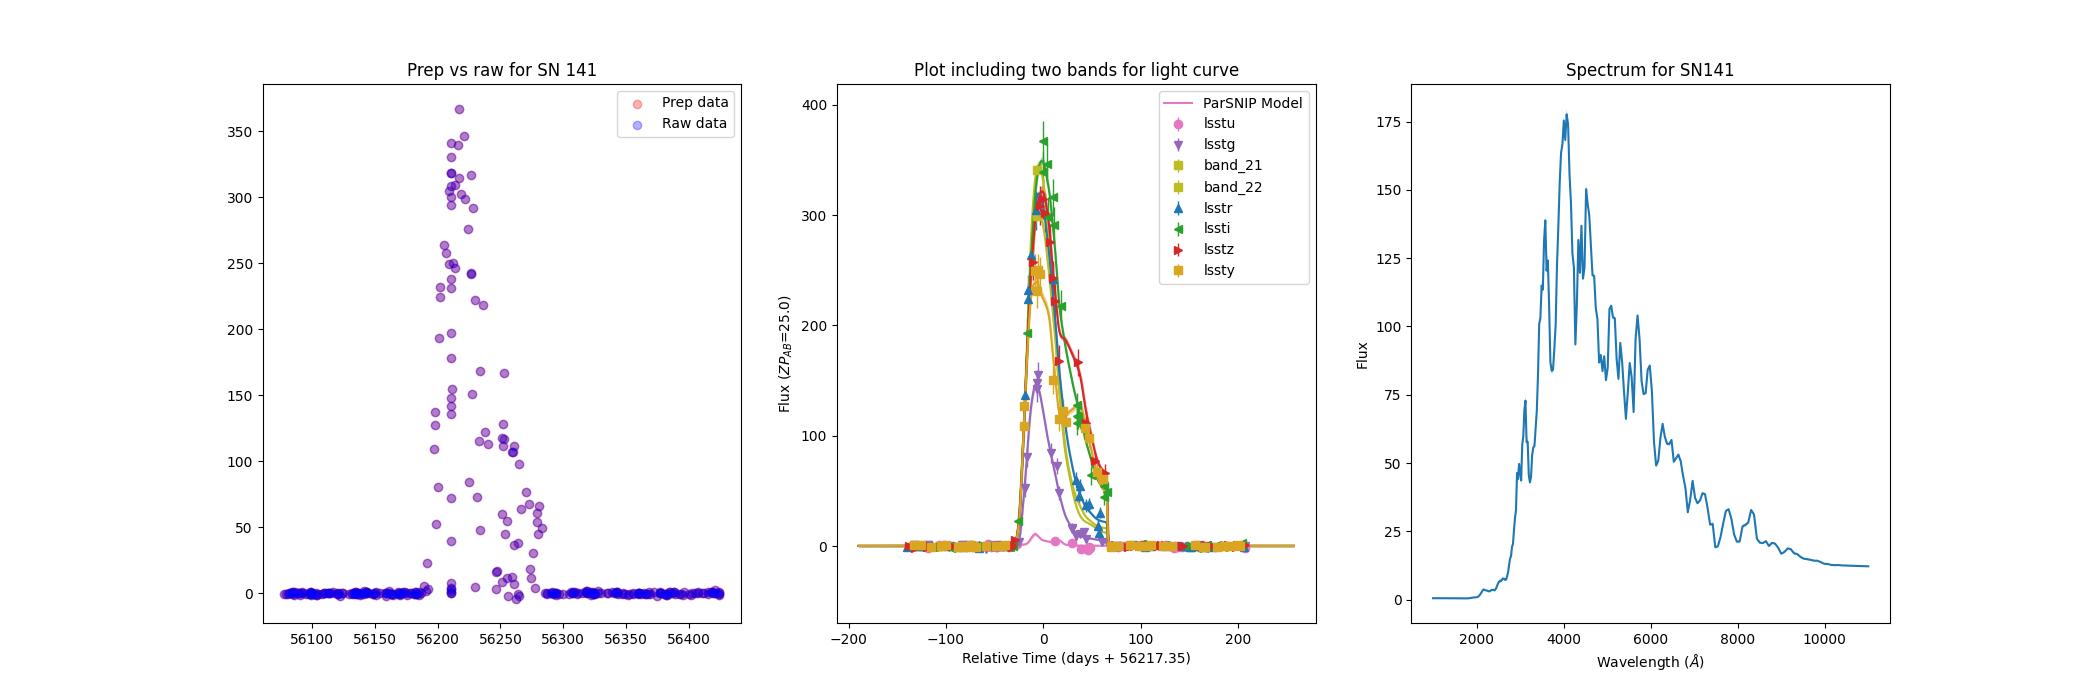 Prep vs raw for SN 141
Prep data
Raw data
350
300
250
200
150
100
50
0
56100 56150 56200 56250 56300 56350 56400
Plot including two bands for light curve
ParSNIP Model
lsstu
lsstg
band_21
band_22
lsstr
lssti
lsstz
lssty
Flux (ZP_AB=25.0)
400
300
200
100
0
−200 −100 0 100 200
Relative Time (days + 56217.35)
Spectrum for SN141
Flux
175
150
125
100
75
50
25
0
2000 4000 6000 8000 10000
Wavelength (Å)